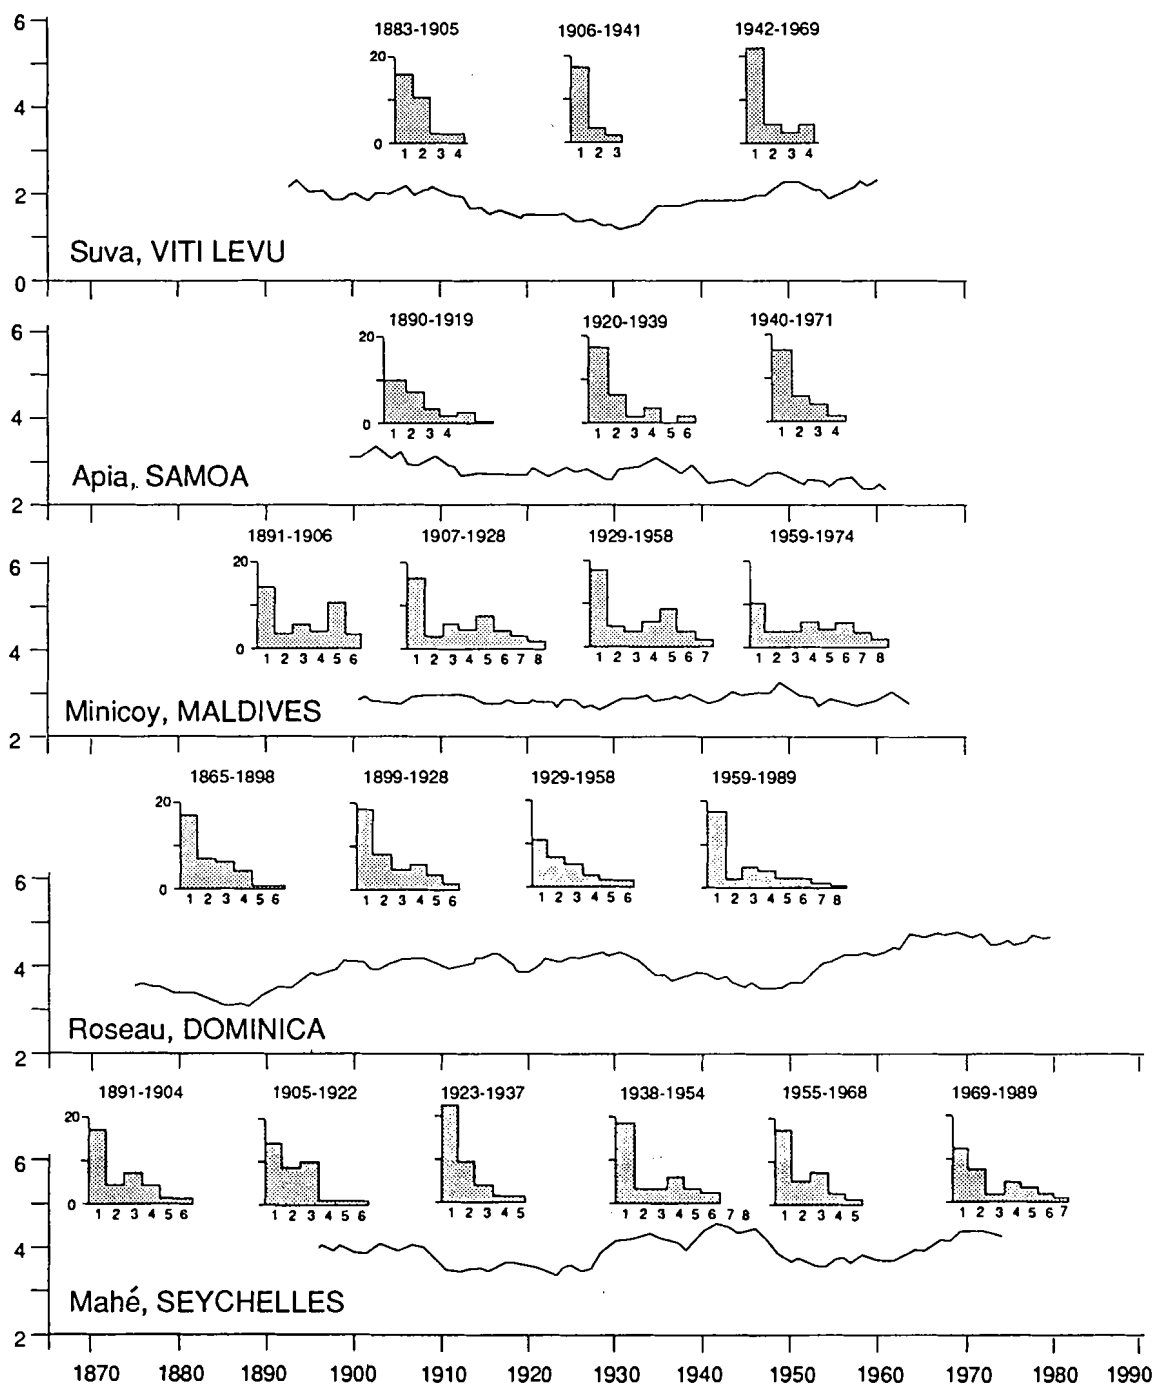 6
1883-1905 1906-1941 1942-1969
20
4
0
1 2 3 4 1 2 3 1 2 3 4
2
Suva, VITI LEVU
0
6
1890-1919 1920-1939 1940-1971
20
4
0
1 2 3 4 1 2 3 4 5 6 1 2 3 4
Apia, SAMOA
2
1891-1906 1907-1928 1929-1958 1959-1974
6
20
4
0
1 2 3 4 5 6 1 2 3 4 5 6 7 8 1 2 3 4 5 6 7 1 2 3 4 5 6 7 8
Minicoy, MALDIVES
2
1865-1898 1899-1928 1929-1958 1959-1989
20
6
0
1 2 3 4 5 6 1 2 3 4 5 6 1 2 3 4 5 6 1 2 3 4 5 6 7 8
4
Roseau, DOMINICA
2
1891-1904 1905-1922 1923-1937 1938-1954 1955-1968 1969-1989
20
6
0
1 2 3 4 5 6 1 2 3 4 5 6 1 2 3 4 5 1 2 3 4 5 6 7 8 1 2 3 4 5 1 2 3 4 5 6 7
4
Mahé, SEYCHELLES
2
1870 1880 1890 1900 1910 1920 1930 1940 1950 1960 1970 1980 1990